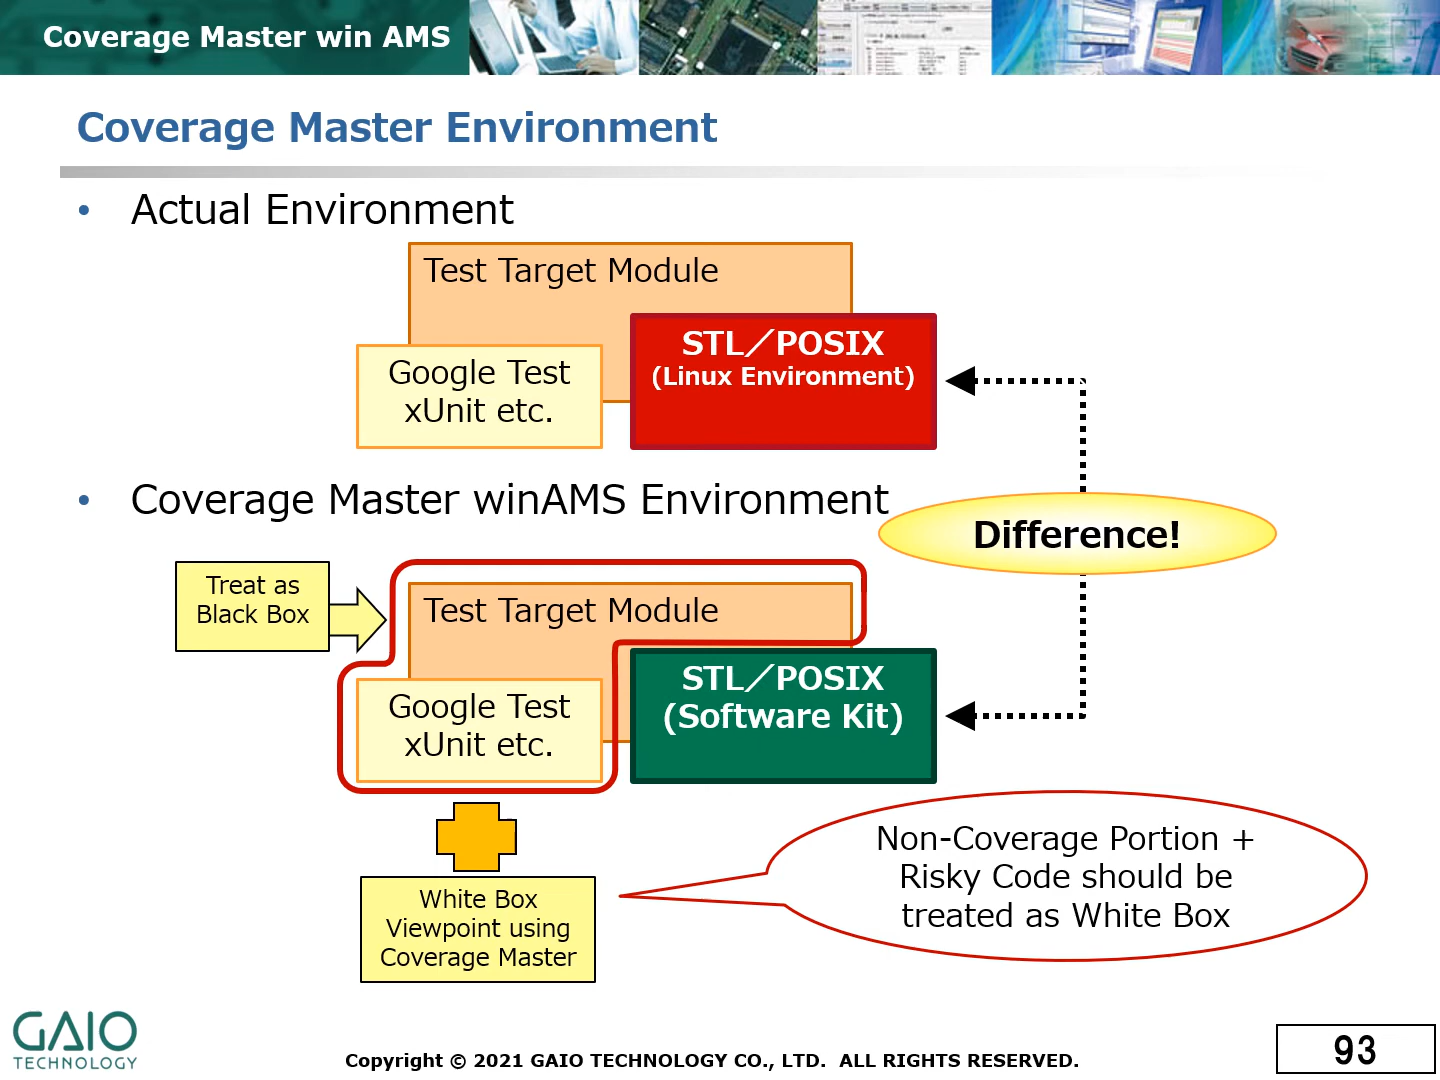 Coverage Master win AMS
Coverage Master Environment
• Actual Environment
Test Target Module
STL／POSIX
(Linux Environment)
Google Test
xUnit etc.
• Coverage Master winAMS Environment
Difference!
Treat as
Black Box
Test Target Module
STL／POSIX
(Software Kit)
Google Test
xUnit etc.
Non-Coverage Portion +
Risky Code should be
treated as White Box
White Box
Viewpoint using
Coverage Master
GAIO
TECHNOLOGY
Copyright © 2021 GAIO TECHNOLOGY CO., LTD.  ALL RIGHTS RESERVED.
93